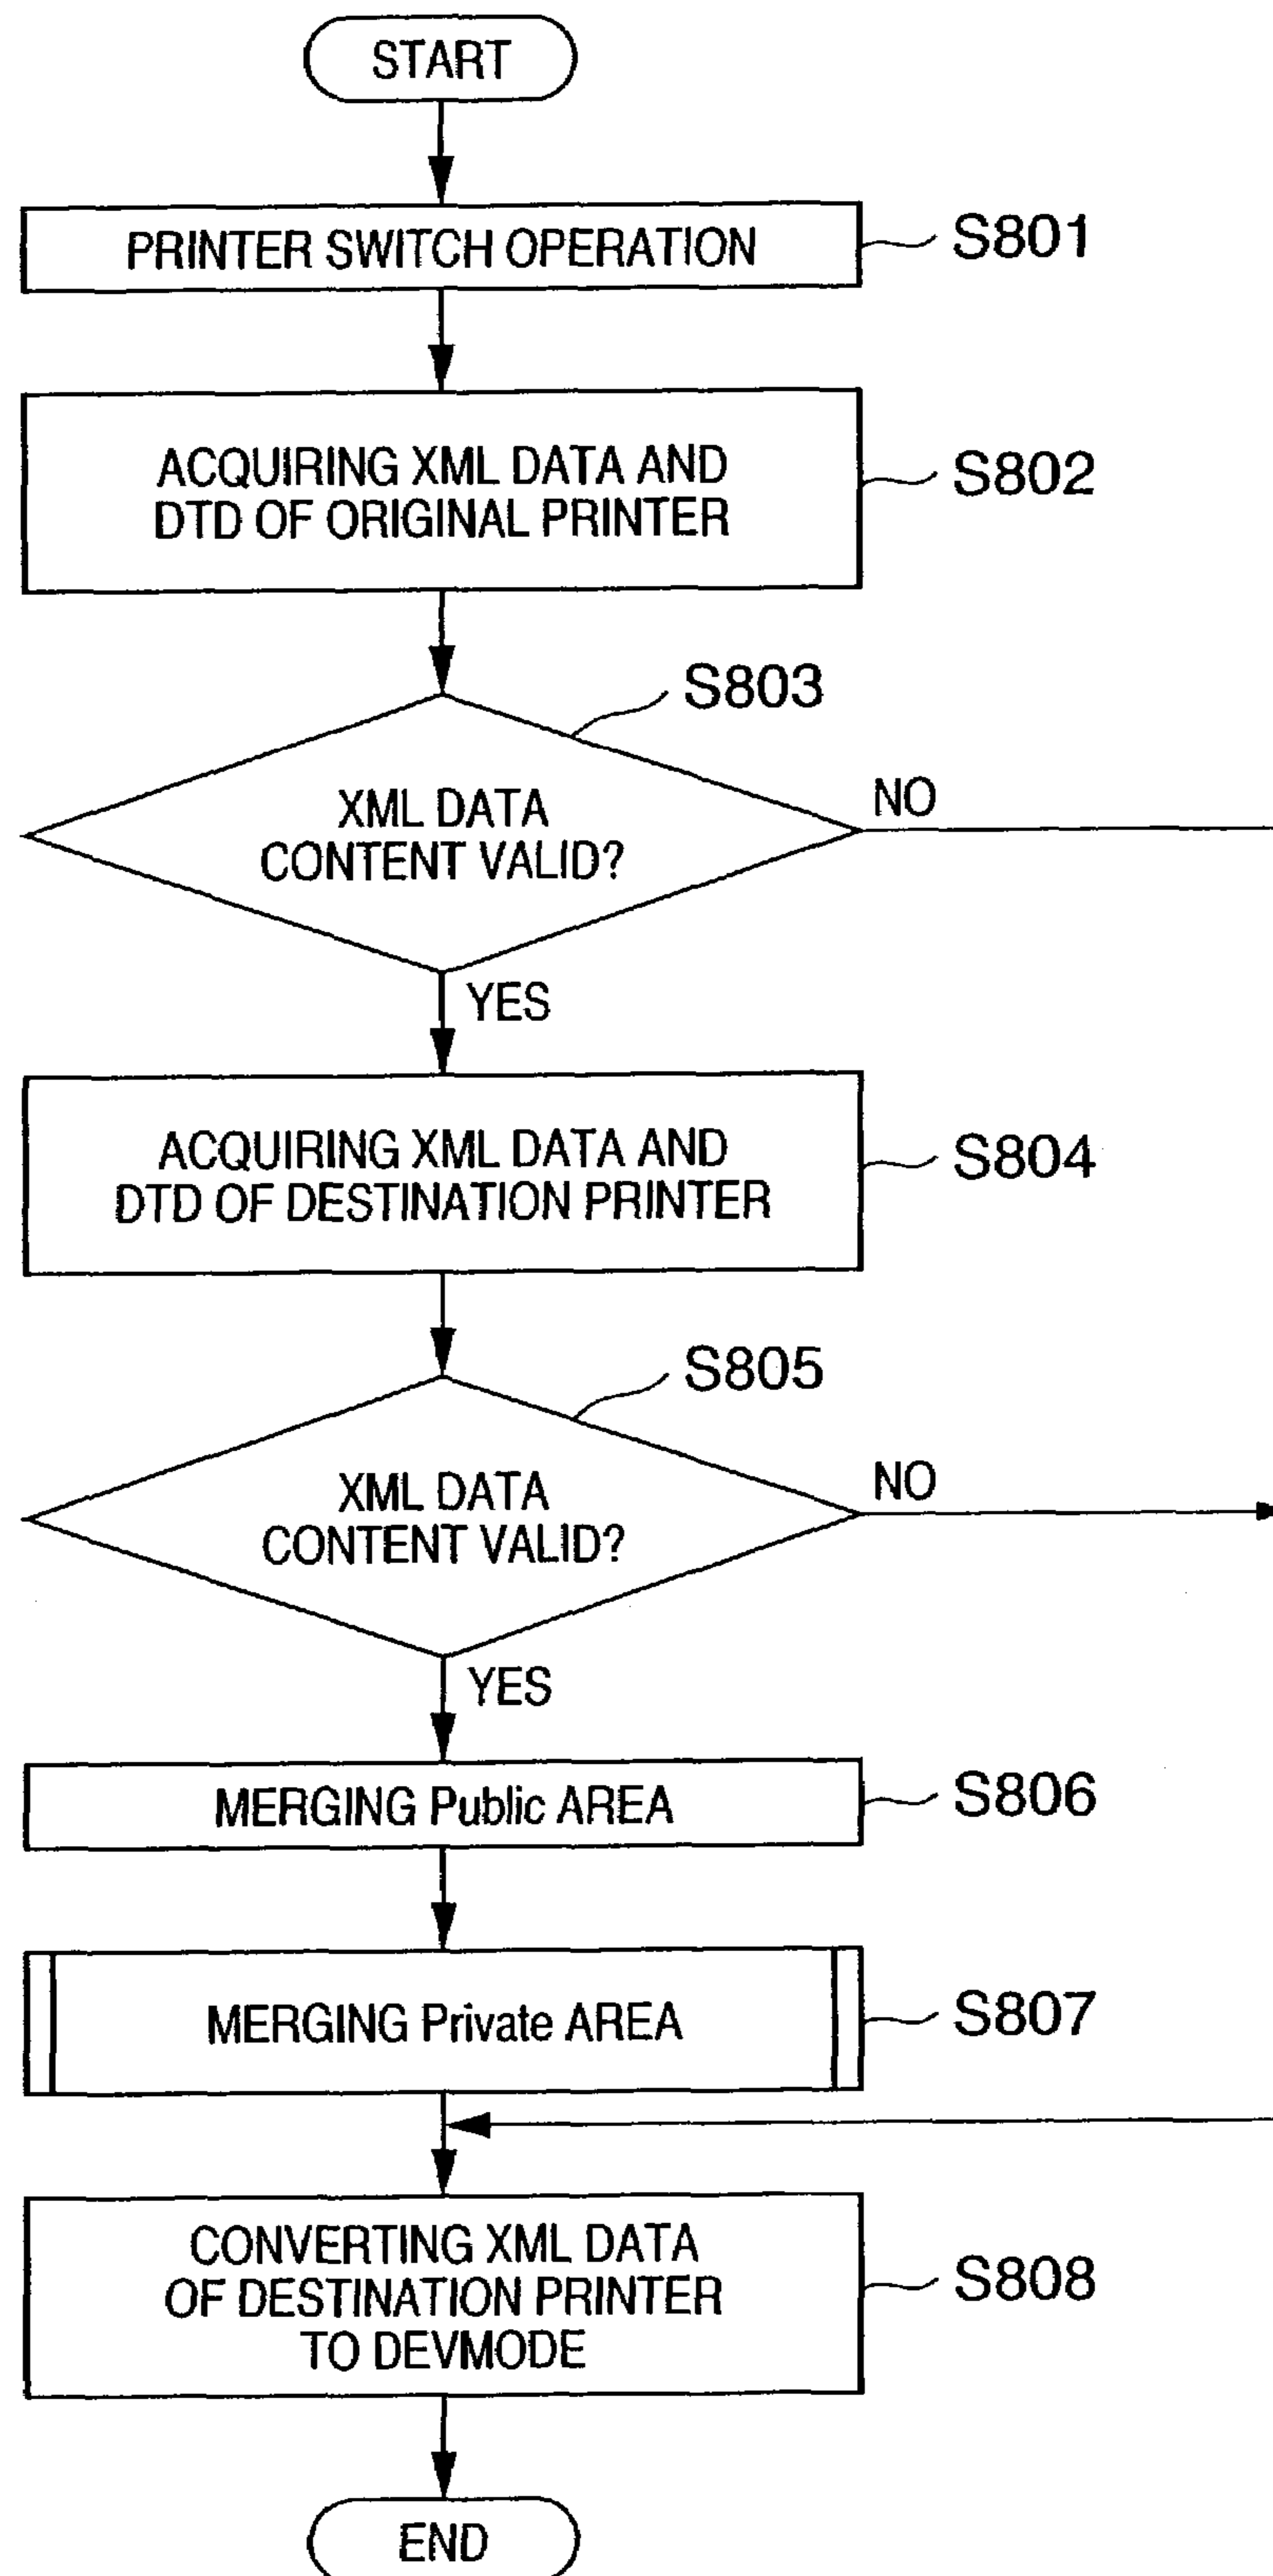 START
PRINTER SWITCH OPERATION
S801
ACQUIRING XML DATA AND
DTD OF ORIGINAL PRINTER
S802
S803
XML DATA
CONTENT VALID?
NO
YES
ACQUIRING XML DATA AND
DTD OF DESTINATION PRINTER
S804
S805
XML DATA
CONTENT VALID?
NO
YES
MERGING Public AREA
S806
MERGING Private AREA
S807
CONVERTING XML DATA
OF DESTINATION PRINTER
TO DEVMODE
S808
END